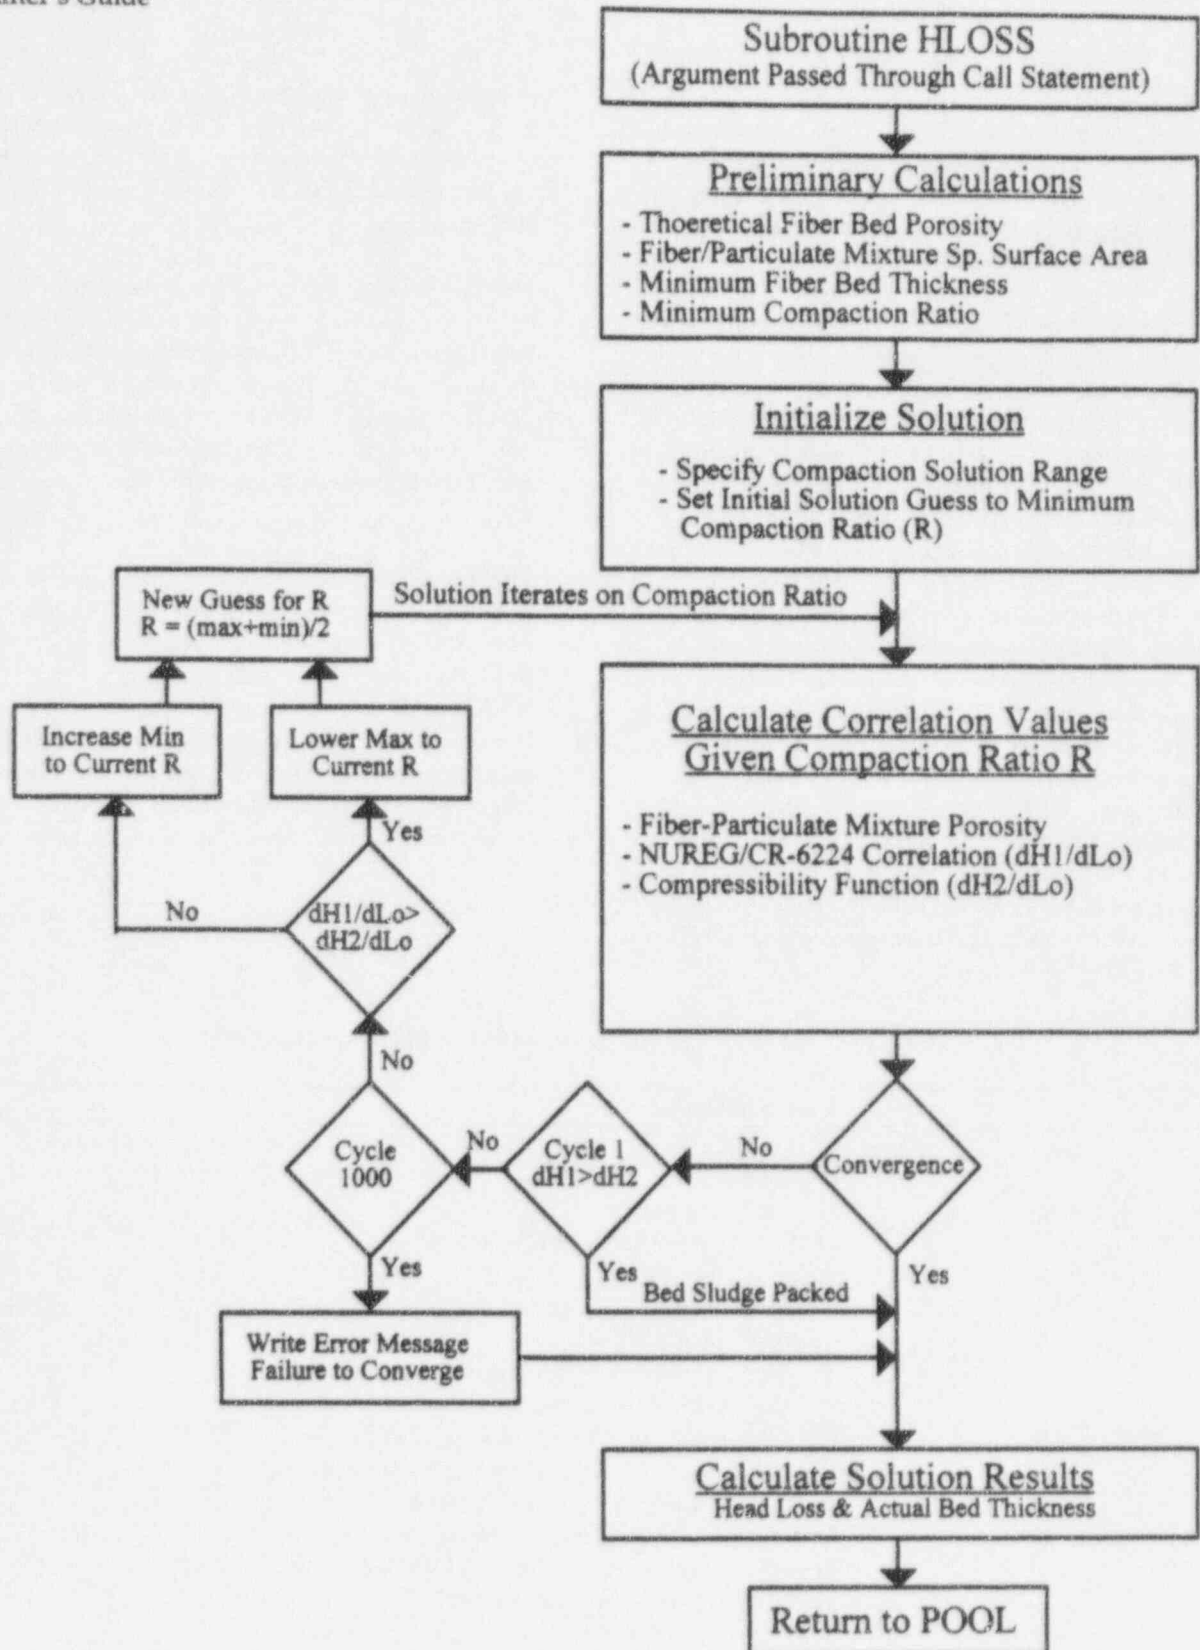 Subroutine HLOSS
(Argument Passed Through Call Statement)
Preliminary Calculations
- Thoeretical Fiber Bed Porosity
- Fiber/Particulate Mixture Sp. Surface Area
- Minimum Fiber Bed Thickness
- Minimum Compaction Ratio
Initialize Solution
- Specify Compaction Solution Range
- Set Initial Solution Guess to Minimum
Compaction Ratio (R)
New Guess for R
R = (max+min)/2
Solution Iterates on Compaction Ratio
Increase Min
to Current R
Lower Max to
Current R
Calculate Correlation Values
Given Compaction Ratio R
- Fiber-Particulate Mixture Porosity
- NUREG/CR-6224 Correlation (dH1/dLo)
- Compressibility Function (dH2/dLo)
Yes
No
dH1/dLo>
dH2/dLo
No
Cycle
1000
No
Cycle 1
dH1>dH2
No
Convergence
Yes
Yes
Bed Sludge Packed
Yes
Write Error Message
Failure to Converge
Calculate Solution Results
Head Loss & Actual Bed Thickness
Return to POOL